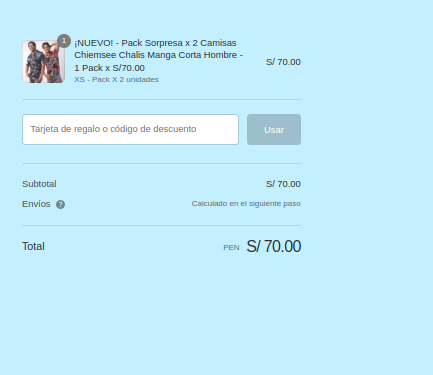 1
¡NUEVO! - Pack Sorpresa x 2 Camisas
Chiemsee Chalis Manga Corta Hombre -
1 Pack x S/70.00
XS - Pack X 2 unidades
S/ 70.00
Tarjeta de regalo o código de descuento
Usar
Subtotal
S/ 70.00
Envíos ?
Calculado en el siguiente paso
Total
PEN S/ 70.00